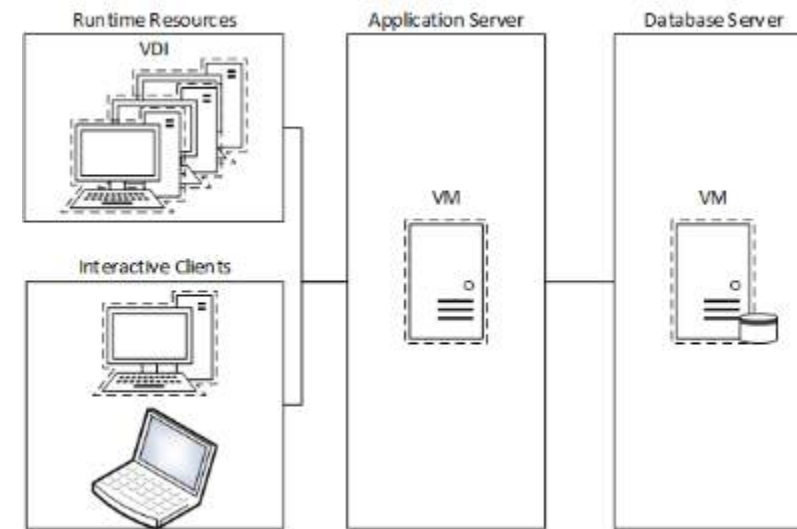 Runtime Resources
VDI
Interactive Clients
Application Server
VM
Database Server
VM